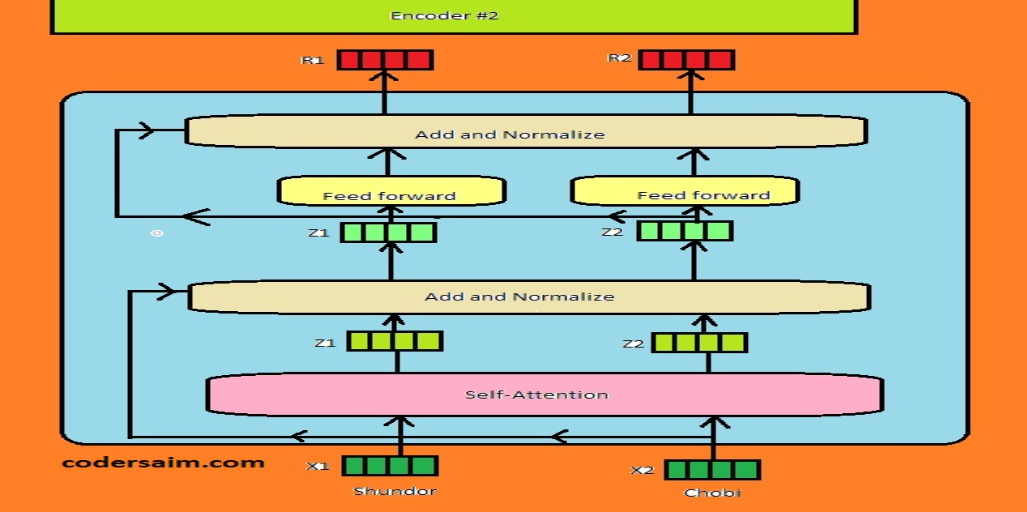 Encoder #2
R1
R2
Add and Normalize
Feed forward
Feed forward
Z1
Z2
Add and Normalize
Z1
Z2
Self-Attention
codersaim.com
X1
X2
Shundor
Chobi